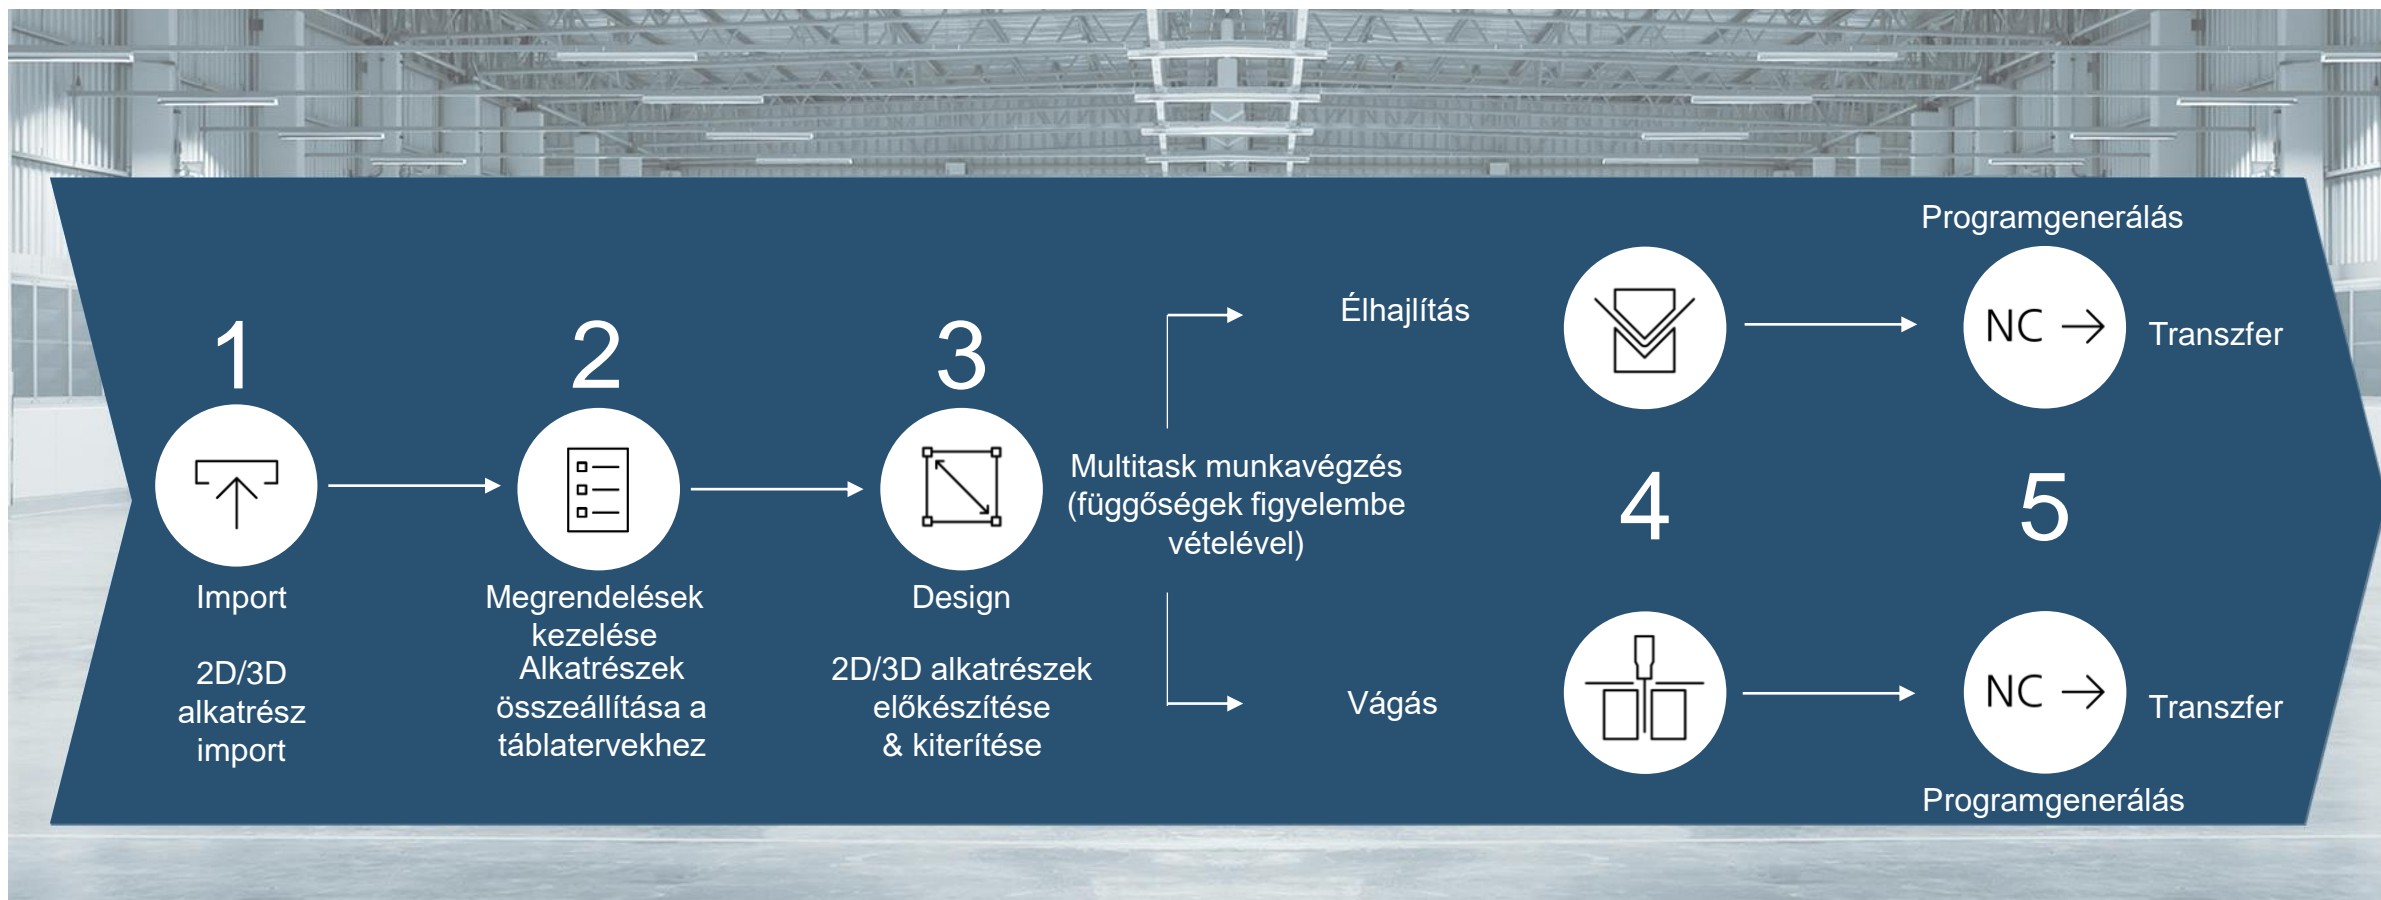 1
Import
2D/3D
alkatrész
import
2
Megrendelések
kezelése
Alkatrészek
összeállítása a
táblatervekhez
3
Design
2D/3D alkatrészek
előkészítése
& kiterítése
Multitask munkavégzés
(függőségek figyelembe
vételével)
Élhajlítás
Vágás
4
Programgenerálás
NC →
Transzfer
5
NC →
Transzfer
Programgenerálás